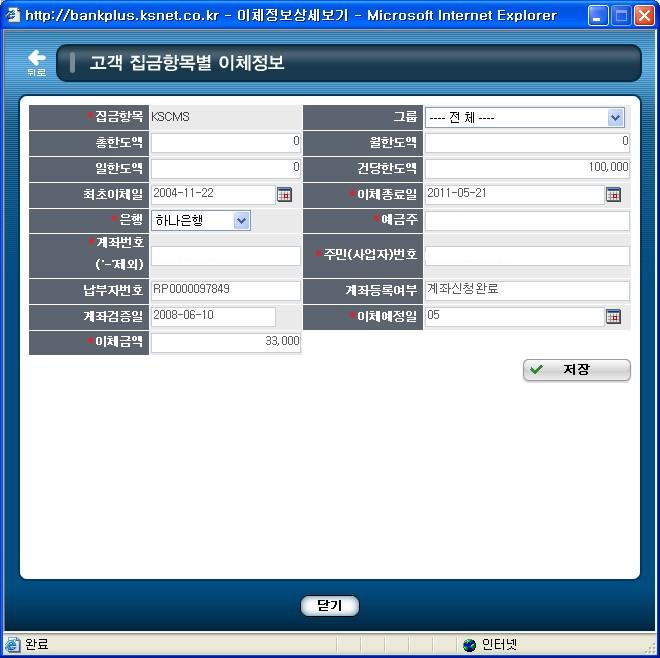 http://bankplus.ksnet.co.kr - 이체정보상세보기 - Microsoft Internet Explorer
뒤로
고객 집금항목별 이체정보
*집금항목 KSCMS 그룹 ---- 전 체 ----
총한도액 0 월한도액 0
일한도액 0 건당한도액 100,000
최초이체일 2004-11-22 *이체종료일 2011-05-21
*은행 하나은행 *예금주
*계좌번호
('-'제외) *주민(사업자)번호
납부자번호 RP0000097849 계좌등록여부 계좌신청완료
계좌검증일 2008-06-10 *이체예정일 05
*이체금액 33,000
저장
닫기
완료 인터넷